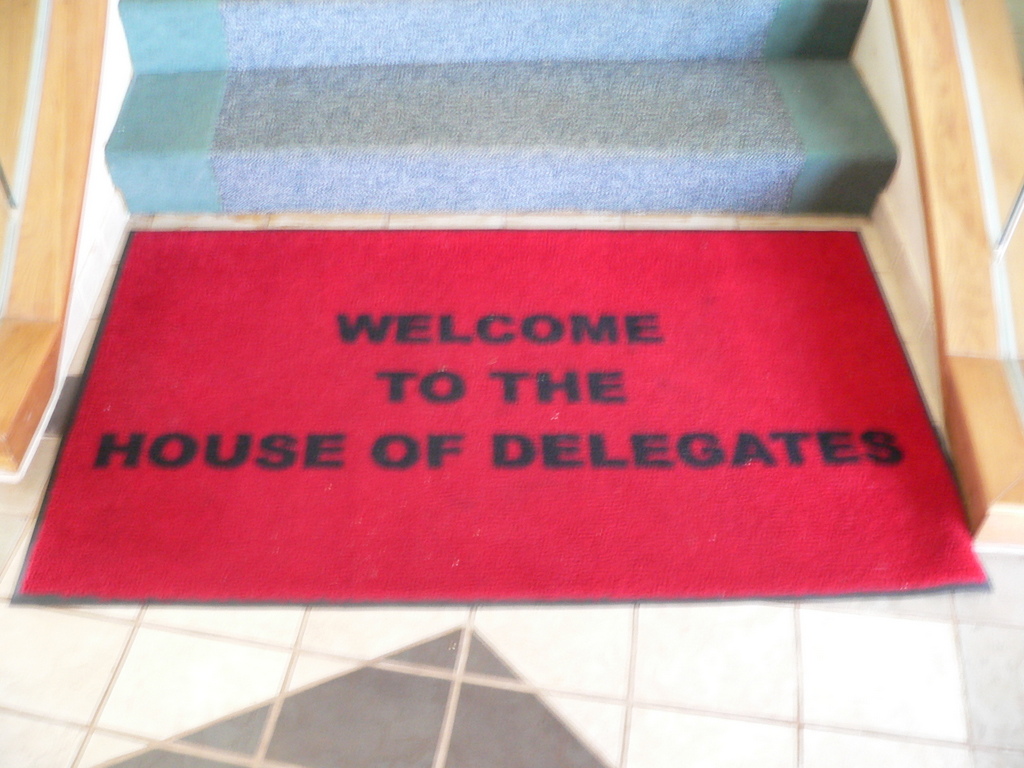 WELCOME
TO THE
HOUSE OF DELEGATES